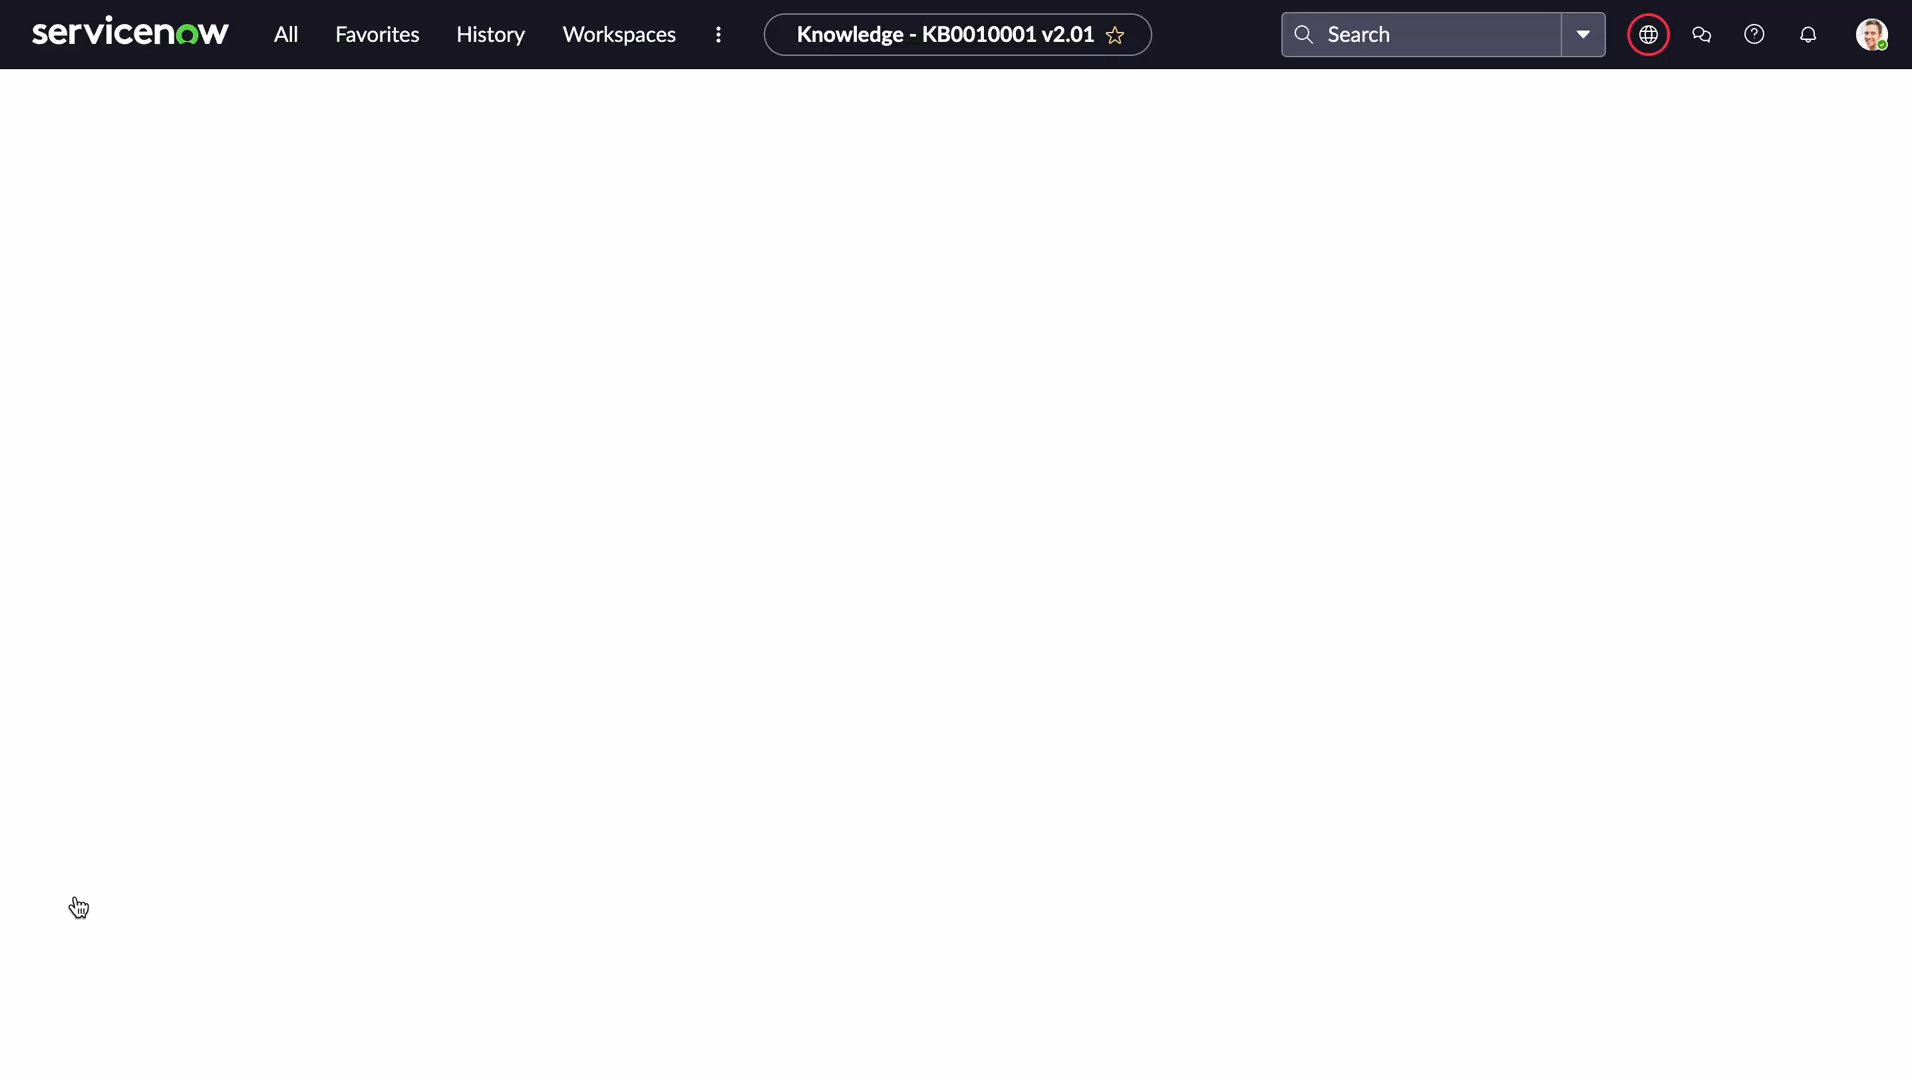 servicenow
All
Favorites
History
Workspaces
Knowledge - KB0010001 v2.01
Search